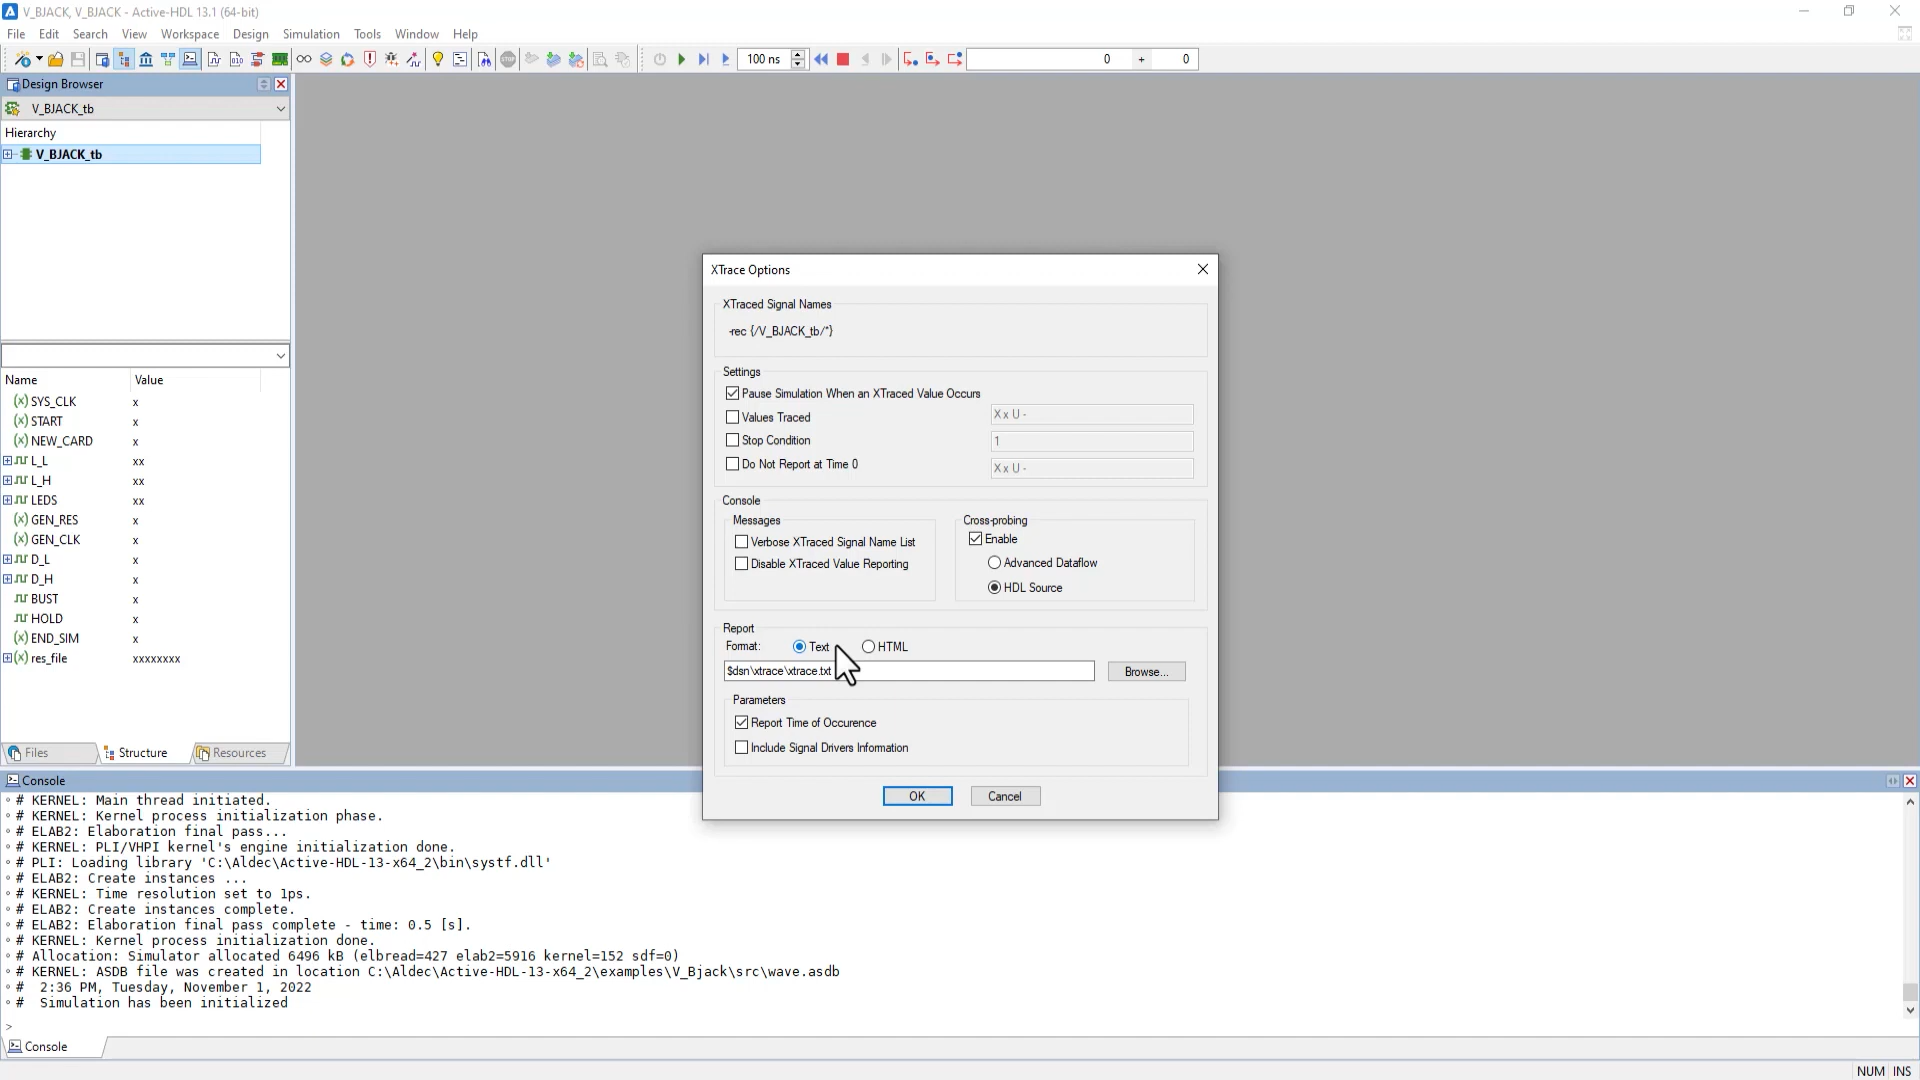 V_BJACK, V_BJACK - Active-HDL 13.1 (64-bit)
File Edit Search View Workspace Design Simulation Tools Window Help
100 ns 0 + 0
Design Browser
V_BJACK_tb
Hierarchy
V_BJACK_tb
Name Value
SYS_CLK x
START x
NEW_CARD x
L_L xx
L_H xx
LEDS xx
GEN_RES x
GEN_CLK x
D_L x
D_H x
BUST x
HOLD x
END_SIM x
res_file xxxxxxxx
Files Structure Resources
XTrace Options
XTraced Signal Names
-rec {/V_BJACK_tb/*}
Settings
Pause Simulation When an XTraced Value Occurs
Values Traced X x U -
Stop Condition 1
Do Not Report at Time 0 X x U -
Console
Messages
Verbose XTraced Signal Name List
Disable XTraced Value Reporting
Cross-probing
Enable
Advanced Dataflow
HDL Source
Report
Format: Text HTML
$dsn\xtrace\xtrace.txt Browse...
Parameters
Report Time of Occurence
Include Signal Drivers Information
OK Cancel
Console
# KERNEL: Main thread initiated.
# KERNEL: Kernel process initialization phase.
# ELAB2: Elaboration final pass...
# KERNEL: PLI/VHPI kernel's engine initialization done.
# PLI: Loading library 'C:\Aldec\Active-HDL-13-x64_2\bin\systf.dll'
# ELAB2: Create instances ...
# KERNEL: Time resolution set to 1ps.
# ELAB2: Create instances complete.
# ELAB2: Elaboration final pass complete - time: 0.5 [s].
# KERNEL: Kernel process initialization done.
# Allocation: Simulator allocated 6496 kB (elbread=427 elab2=5916 kernel=152 sdf=0)
# KERNEL: ASDB file was created in location C:\Aldec\Active-HDL-13-x64_2\examples\V_Bjack\src\wave.asdb
# 2:36 PM, Tuesday, November 1, 2022
# Simulation has been initialized
>
Console
NUM INS